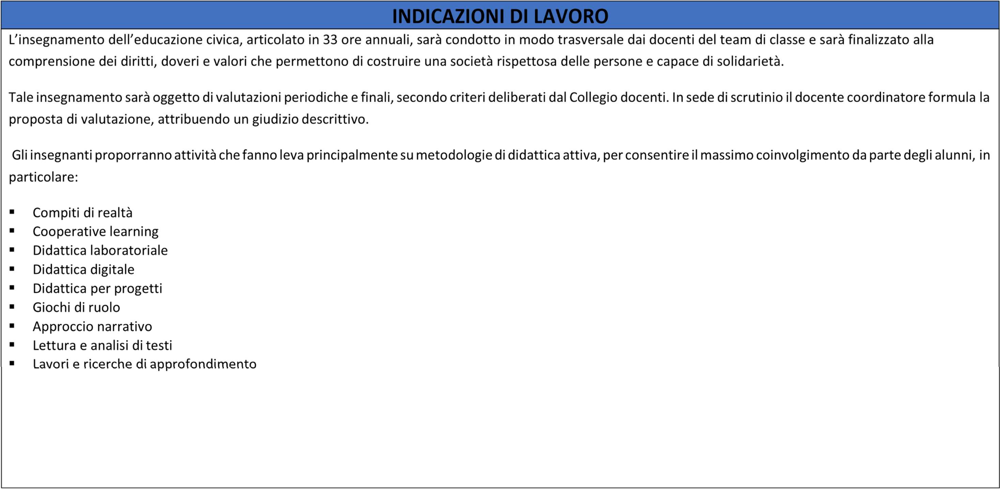 INDICAZIONI DI LAVORO
L’insegnamento dell’educazione civica, articolato in 33 ore annuali, sarà condotto in modo trasversale dai docenti del team di classe e sarà finalizzato alla
comprensione dei diritti, doveri e valori che permettono di costruire una società rispettosa delle persone e capace di solidarietà.
Tale insegnamento sarà oggetto di valutazioni periodiche e finali, secondo criteri deliberati dal Collegio docenti. In sede di scrutinio il docente coordinatore formula la
proposta di valutazione, attribuendo un giudizio descrittivo.
Gli insegnanti proporranno attività che fanno leva principalmente su metodologie di didattica attiva, per consentire il massimo coinvolgimento da parte degli alunni, in
particolare:
▪ Compiti di realtà
▪ Cooperative learning
▪ Didattica laboratoriale
▪ Didattica digitale
▪ Didattica per progetti
▪ Giochi di ruolo
▪ Approccio narrativo
▪ Lettura e analisi di testi
▪ Lavori e ricerche di approfondimento